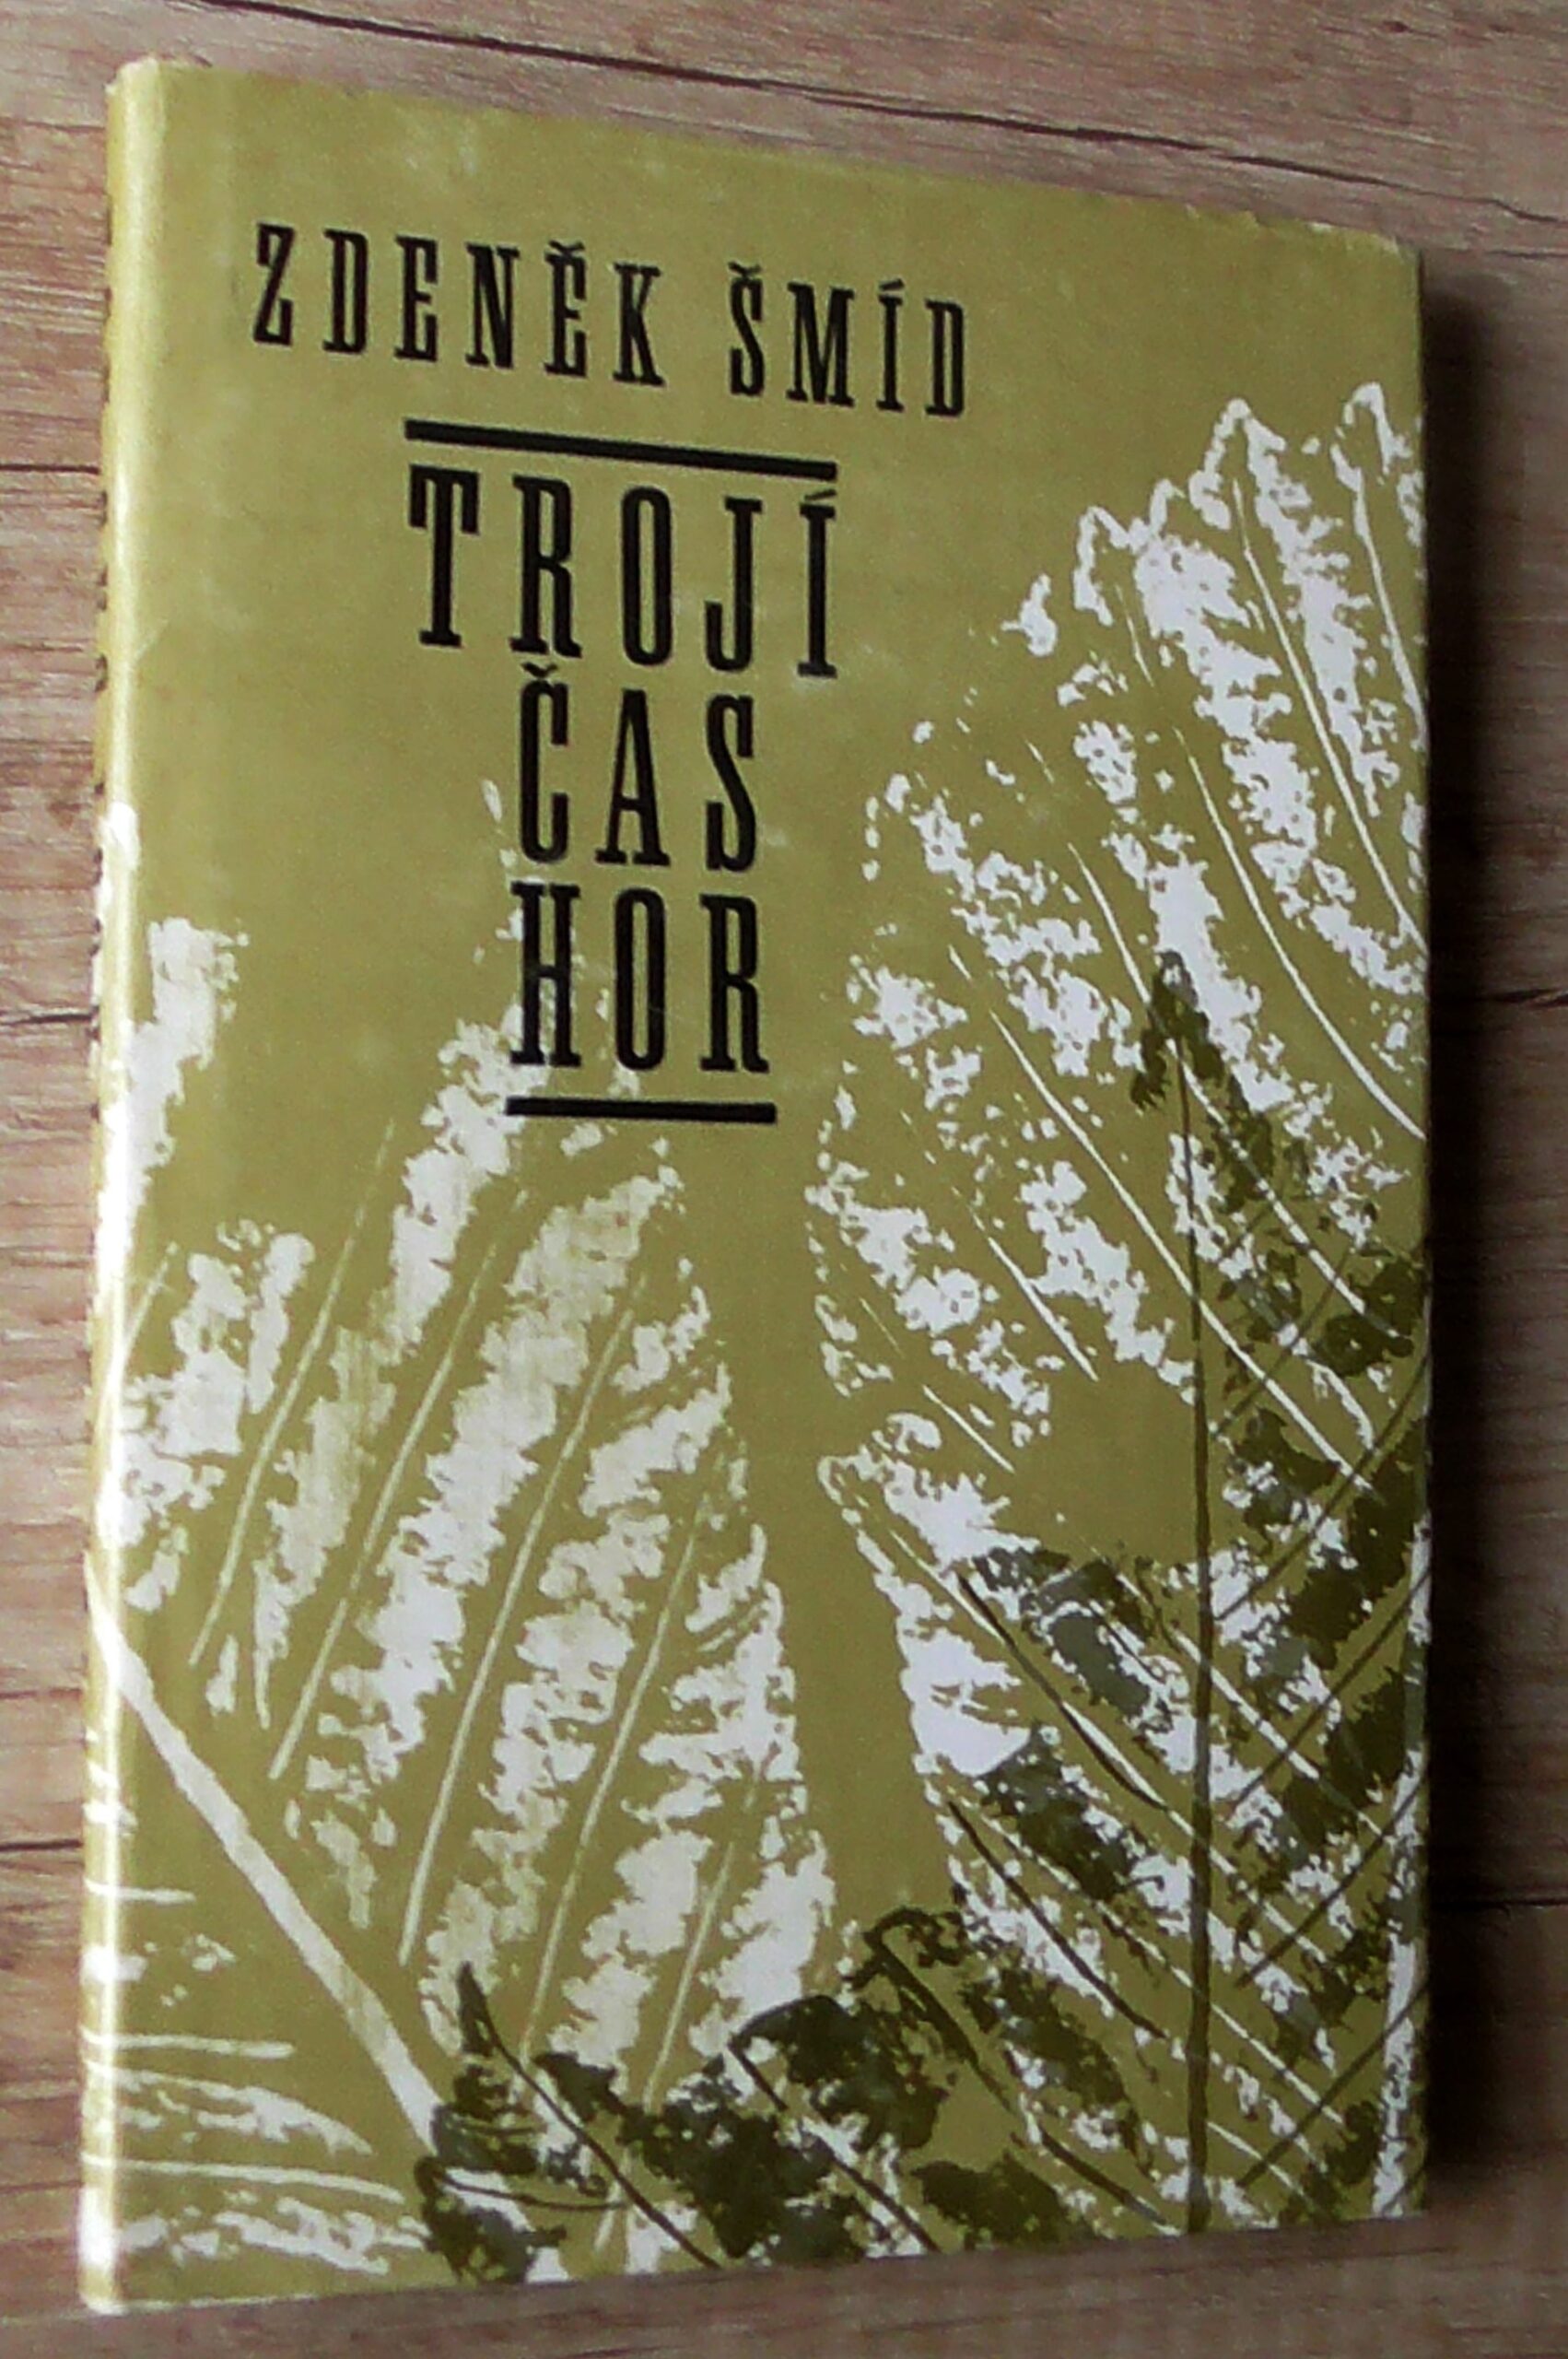 ZDENĚK ŠMÍD
TROJÍ
ČAS
HOR